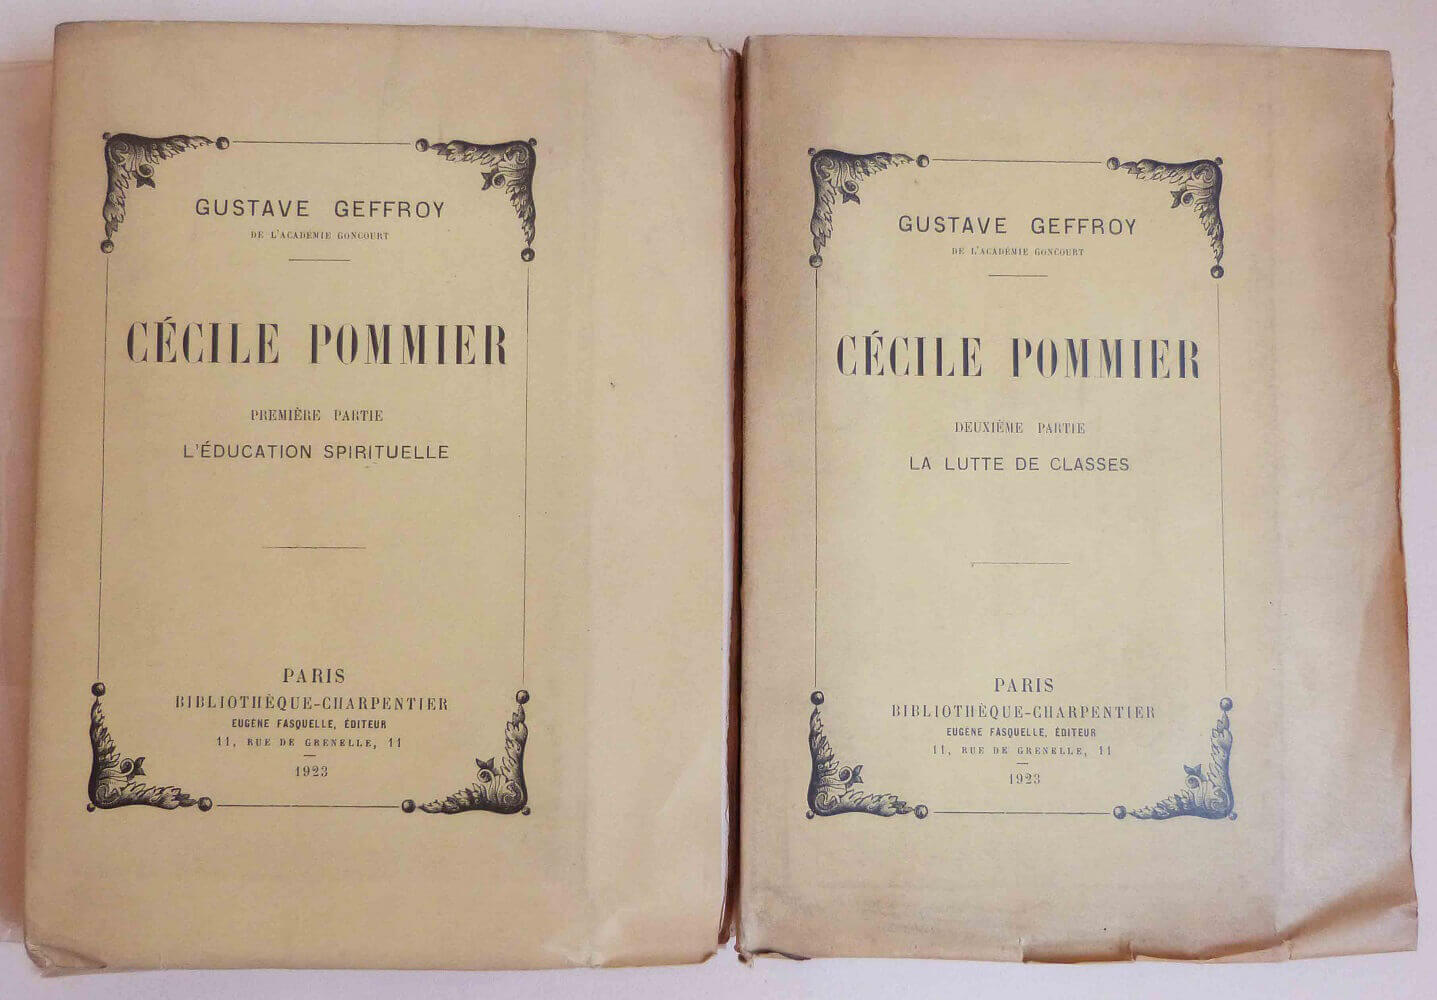 GUSTAVE GEFFROY
DE L'ACADÉMIE GONCOURT
CÉCILE POMMIER
PREMIÈRE PARTIE
L'ÉDUCATION SPIRITUELLE
PARIS
BIBLIOTHÈQUE-CHARPENTIER
EUGÈNE FASQUELLE, ÉDITEUR
11, RUE DE GRENELLE, 11
1923
GUSTAVE GEFFROY
DE L'ACADÉMIE GONCOURT
CÉCILE POMMIER
DEUXIÈME PARTIE
LA LUTTE DE CLASSES
PARIS
BIBLIOTHÈQUE-CHARPENTIER
EUGÈNE FASQUELLE, ÉDITEUR
11, RUE DE GRENELLE, 11
1923